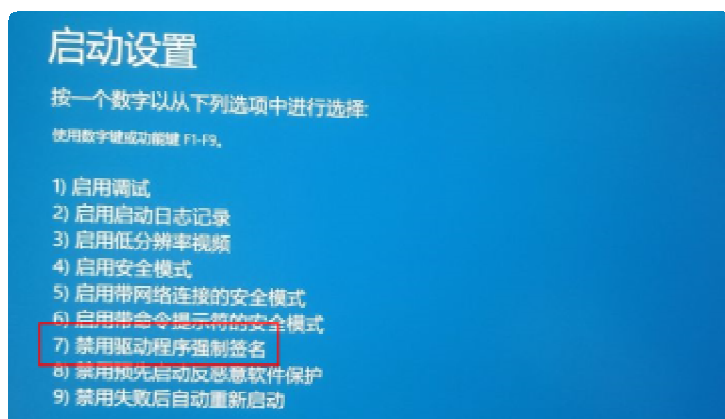 启动设置
按一个数字以从下列选项中进行选择:
使用数字键或功能键 F1-F9。
1) 启用调试
2) 启用启动日志记录
3) 启用低分辨率视频
4) 启用安全模式
5) 启用带网络连接的安全模式
6) 启用带命令提示符的安全模式
7) 禁用驱动程序强制签名
8) 禁用预先启动反恶意软件保护
9) 禁用失败后自动重新启动